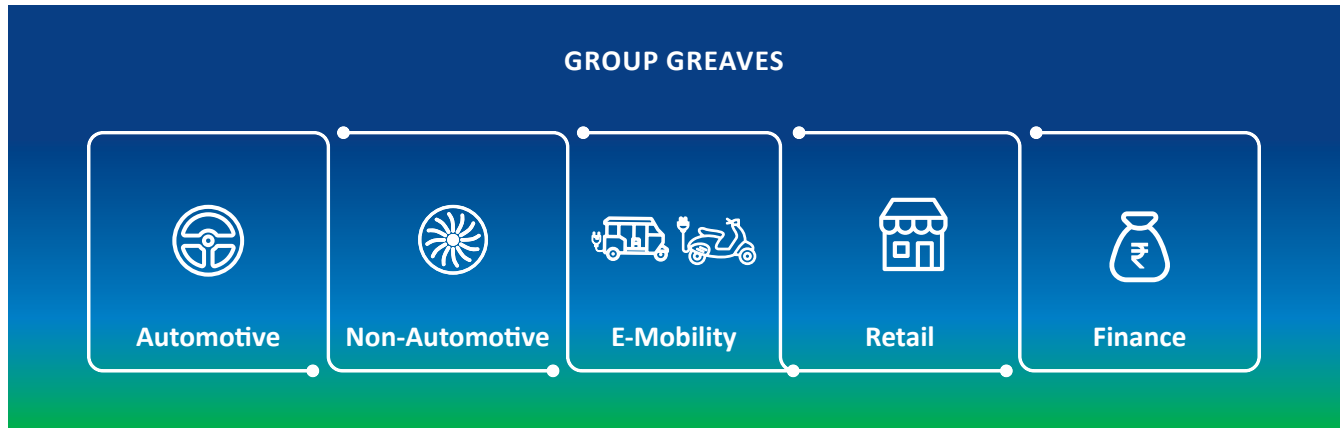 GROUP GREAVES
Automotive
Non-Automotive
E-Mobility
Retail
₹
Finance